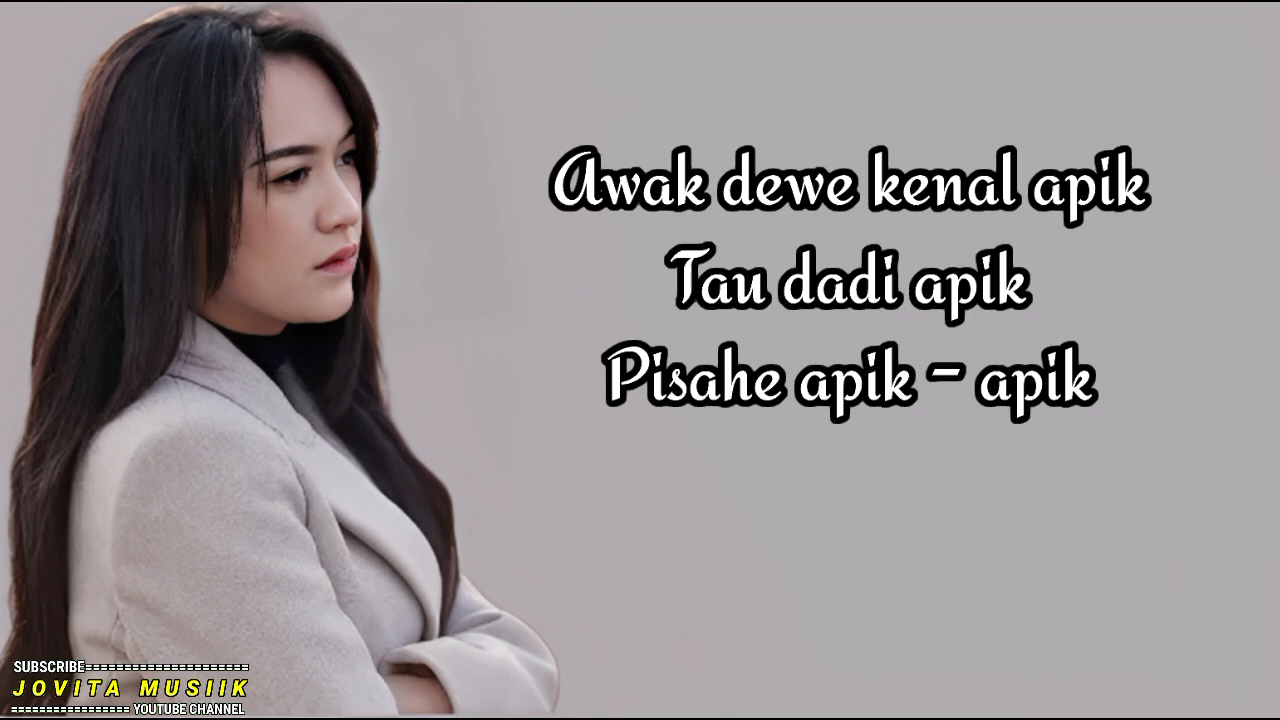 Awak dewe kenal apik
Tau dadi apik
Pisahe apik - apik
SUBSCRIBE=====================
JOVITA MUSIIK
================= YOUTUBE CHANNEL